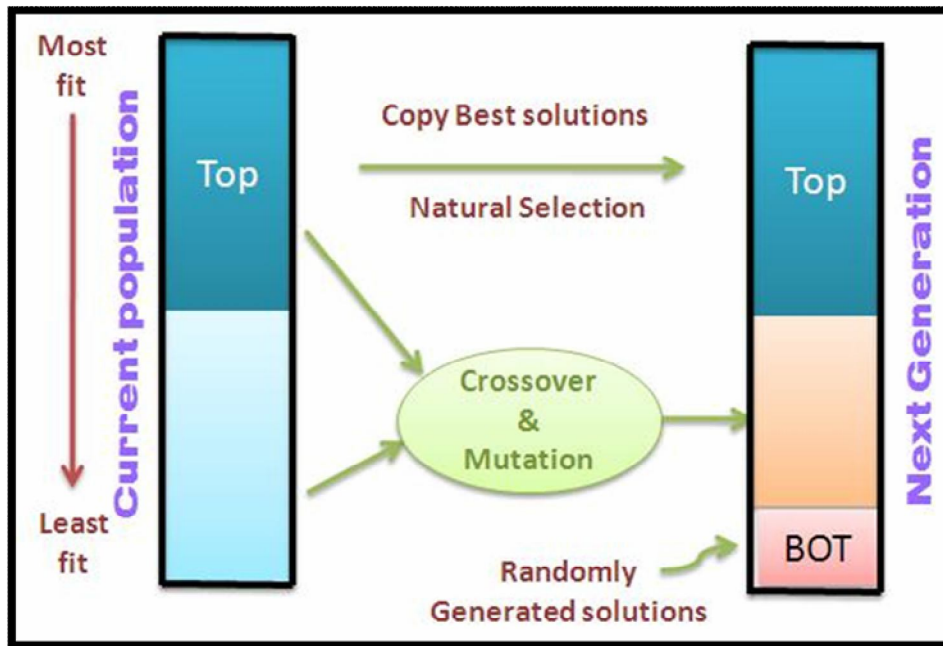 Most
fit
Current population
Top
Copy Best solutions
Natural Selection
Top
Next Generation
Crossover
&
Mutation
Least
fit
BOT
Randomly
Generated solutions